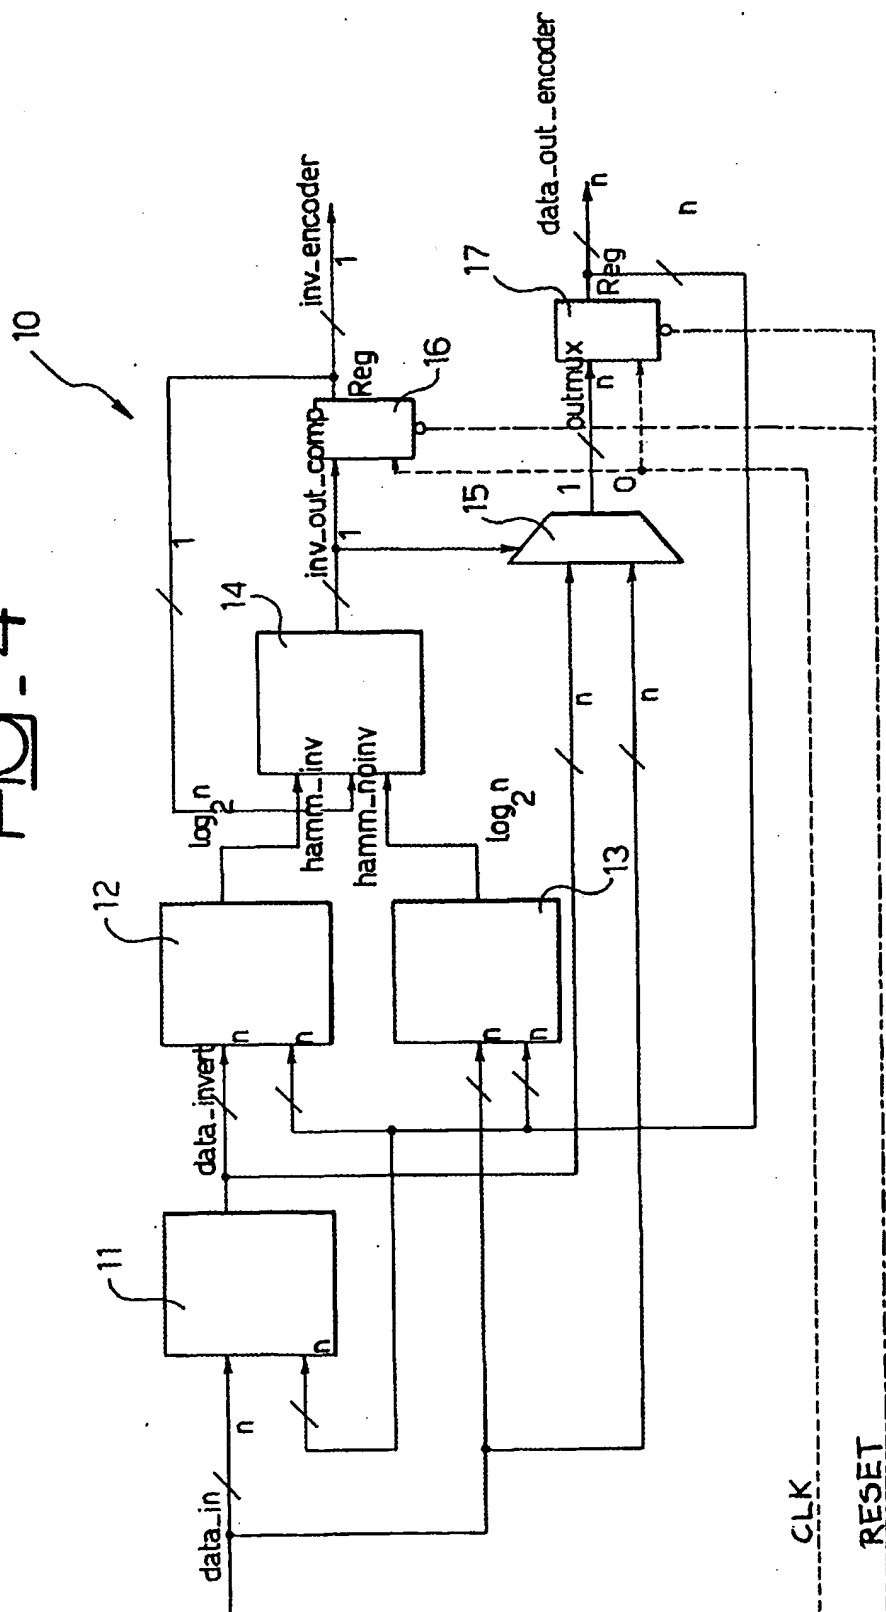 FIG_4
10
data_in
n
11
n
data_invert
n
n
12
n
n
13
log2n
log2n
hamm_inv
hamm_noinv
14
1
inv_out_comp
1
Reg
16
inv_encoder
1
15
1
0
n
n
outmux
n
17
Reg
data_out_encoder
n
n
CLK
RESET